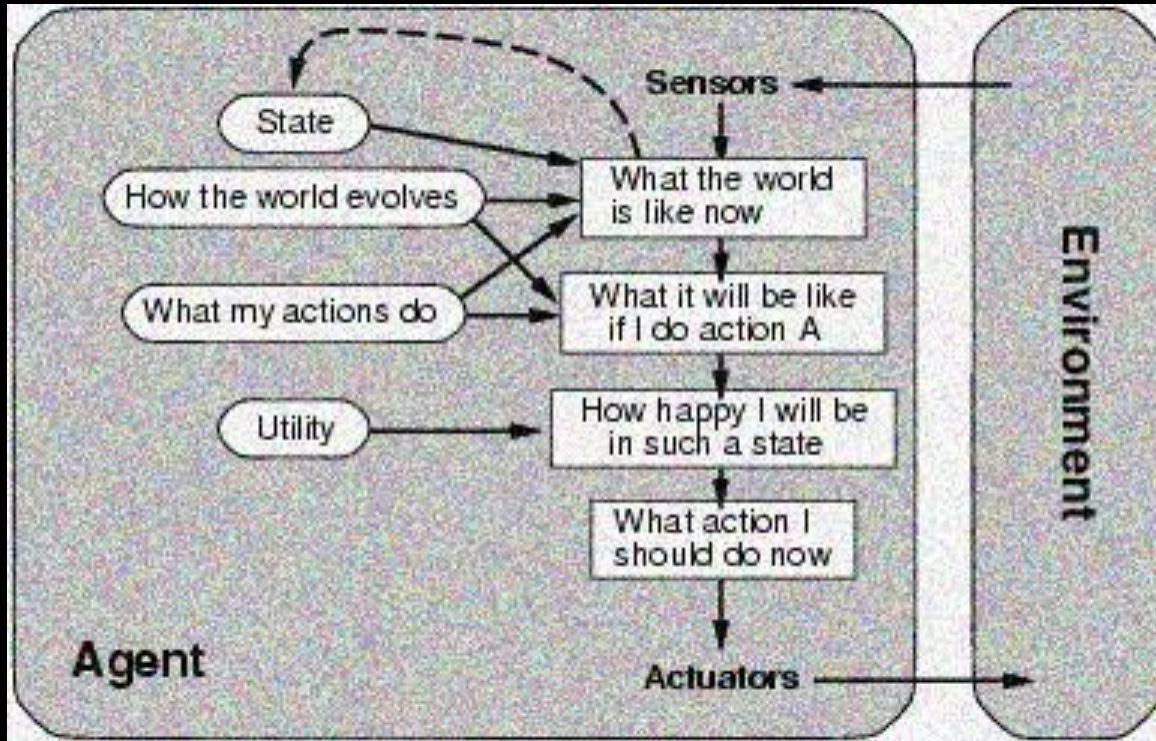 Sensors
State
What the world
is like now
How the world evolves
What my actions do
What it will be like
if I do action A
Utility
How happy I will be
in such a state
What action I
should do now
Agent
Actuators
Environment